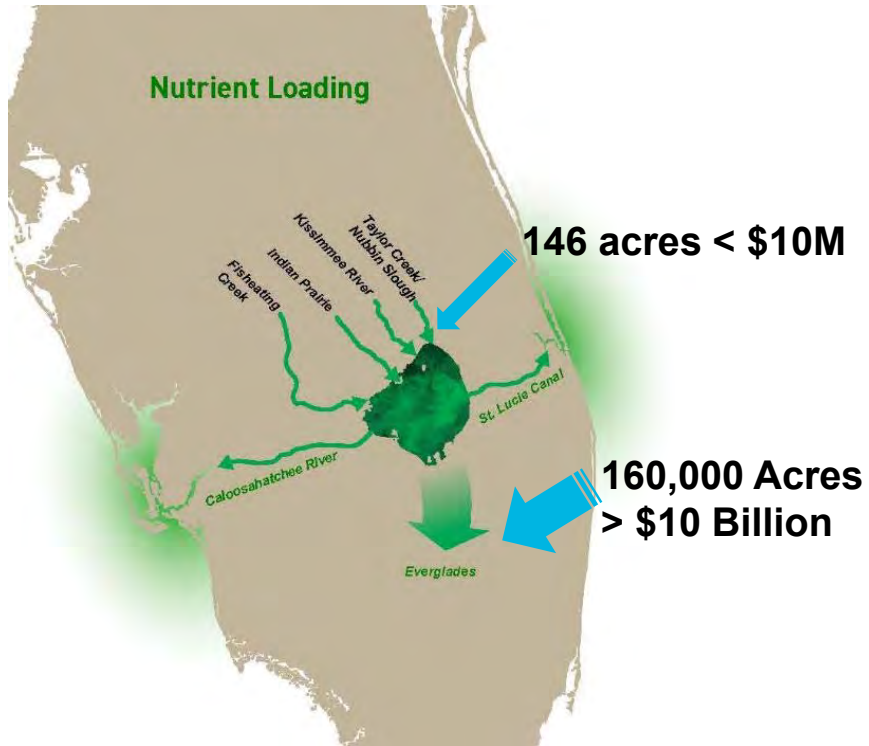 Nutrient Loading
Fisheating
Creek
Indian Prairie
Kissimmee River
Taylor Creek/
Nubbin Slough
146 acres < $10M
St. Lucie Canal
Caloosahatchee River
160,000 Acres
> $10 Billion
Everglades